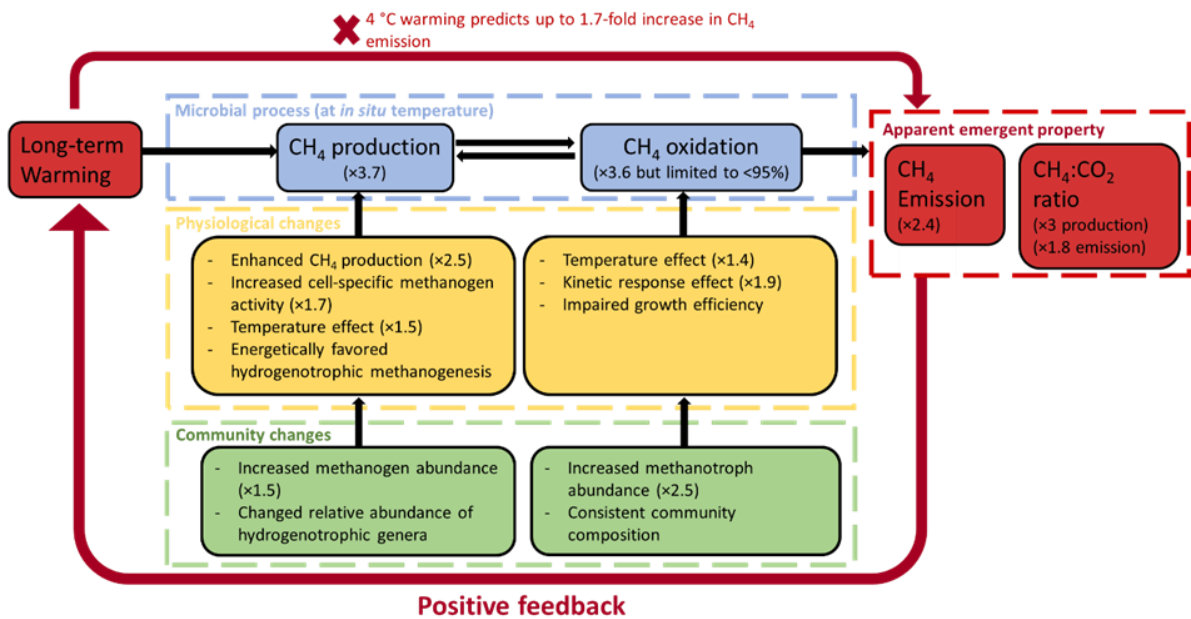 4 °C warming predicts up to 1.7-fold increase in CH₄
emission
Microbial process (at in situ temperature)
Long-term
Warming
CH₄ production
(×3.7)
CH₄ oxidation
(×3.6 but limited to <95%)
Apparent emergent property
CH₄
Emission
(×2.4)
CH₄:CO₂
ratio
(×3 production)
(×1.8 emission)
Physiological changes
- Enhanced CH₄ production (×2.5)
- Increased cell-specific methanogen
activity (×1.7)
- Temperature effect (×1.5)
- Energetically favored
hydrogenotrophic methanogenesis
- Temperature effect (×1.4)
- Kinetic response effect (×1.9)
- Impaired growth efficiency
Community changes
- Increased methanogen abundance
(×1.5)
- Changed relative abundance of
hydrogenotrophic genera
- Increased methanotroph
abundance (×2.5)
- Consistent community
composition
Positive feedback